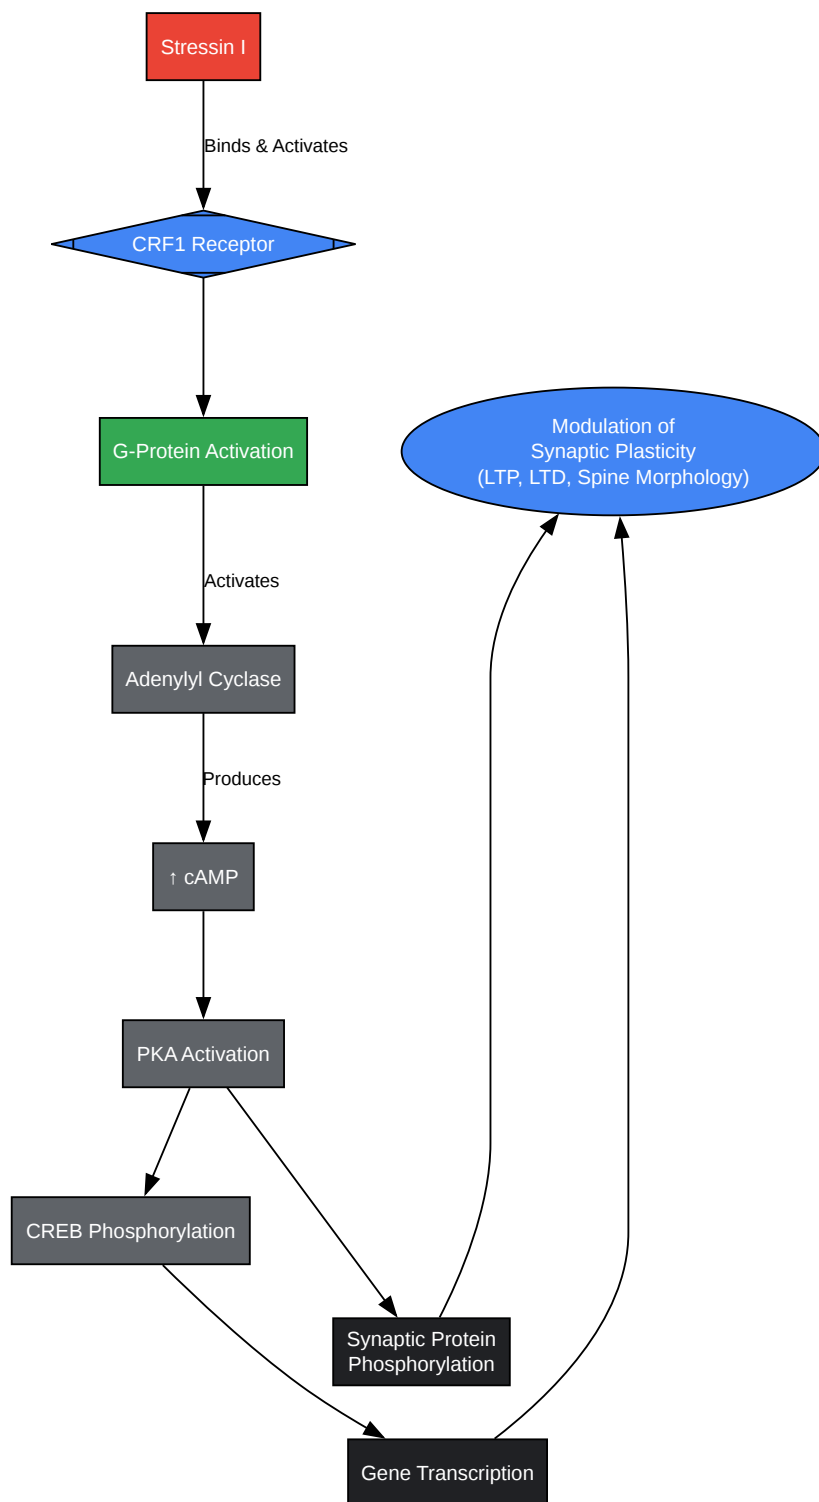 Stressin I
Binds & Activates
CRF1 Receptor
G-Protein Activation
Modulation of
Synaptic Plasticity
(LTP, LTD, Spine Morphology)
Activates
Adenylyl Cyclase
Produces
↑ cAMP
PKA Activation
CREB Phosphorylation
Synaptic Protein
Phosphorylation
Gene Transcription